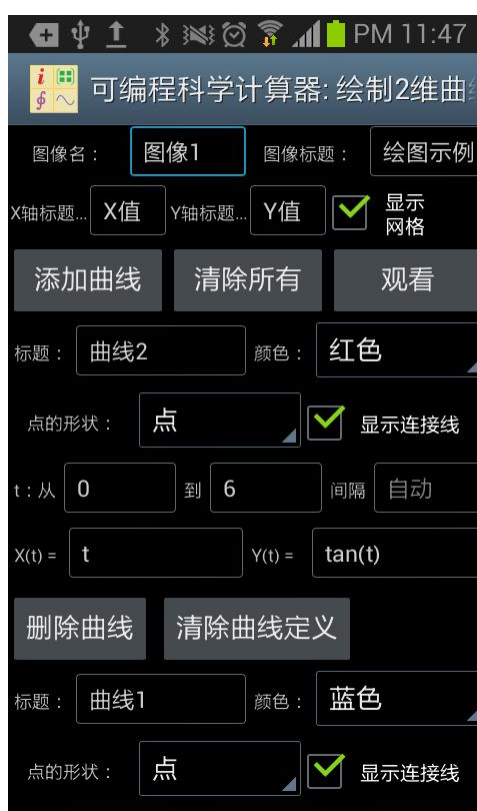 PM 11:47
可编程科学计算器: 绘制2维曲
图像名： 图像1 图像标题： 绘图示例
X轴标题... X值 Y轴标题... Y值 显示网格
添加曲线 清除所有 观看
标题： 曲线2 颜色： 红色
点的形状： 点 显示连接线
t：从 0 到 6 间隔 自动
X(t) = t Y(t) = tan(t)
删除曲线 清除曲线定义
标题： 曲线1 颜色： 蓝色
点的形状： 点 显示连接线